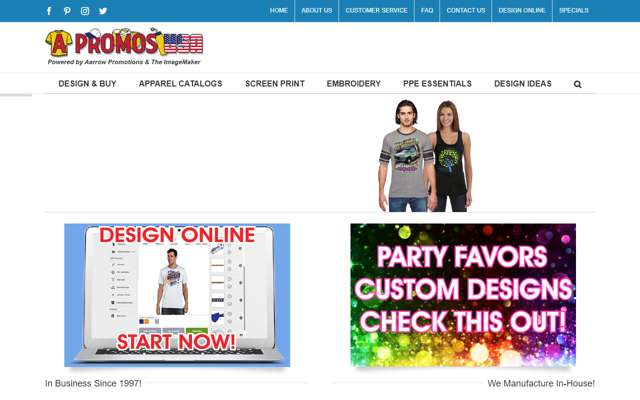 HOME
ABOUT US
CUSTOMER SERVICE
FAQ
CONTACT US
DESIGN ONLINE
SPECIALS
A PROMOS USA
Powered by Aarrow Promotions & The ImageMaker
DESIGN & BUY
APPAREL CATALOGS
SCREEN PRINT
EMBROIDERY
PPE ESSENTIALS
DESIGN IDEAS
DESIGN ONLINE
START NOW!
PARTY FAVORS
CUSTOM DESIGNS
CHECK THIS OUT!
In Business Since 1997!
We Manufacture In-House!